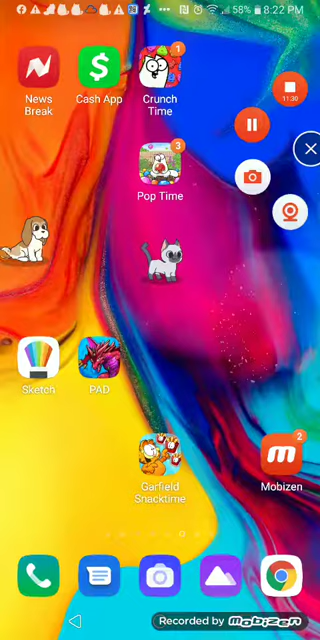 58% 8:22 PM
1
11:30
News
Break
Cash App
Crunch
Time
3
Pop Time
Sketch
PAD
2
Garfield
Snacktime
Mobizen
Recorded by Mobizen